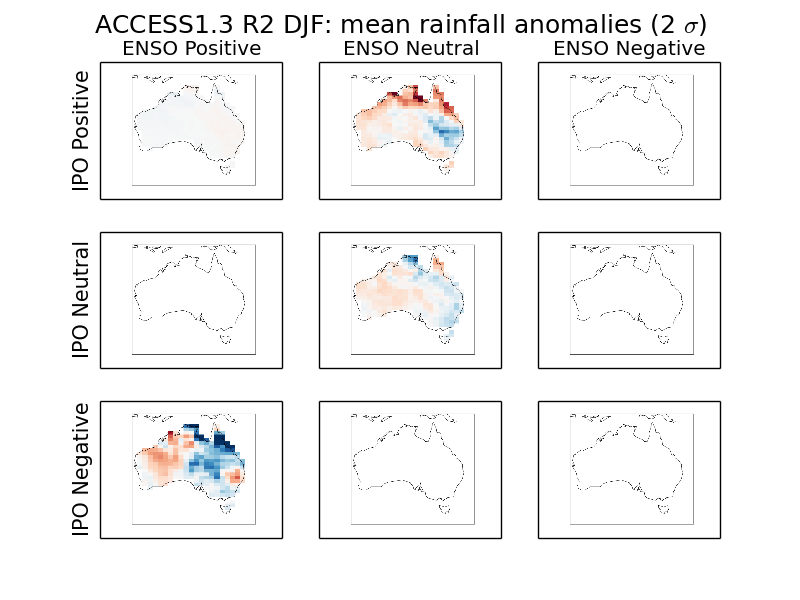 ACCESS1.3 R2 DJF: mean rainfall anomalies (2 σ)
ENSO Positive ENSO Neutral ENSO Negative
IPO Positive
IPO Neutral
IPO Negative